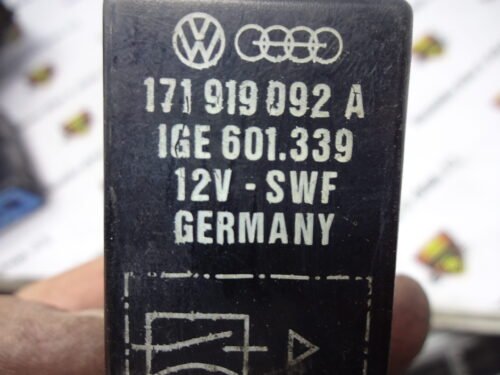 171 919 092 A
IGE 601.339
12V - SWF
GERMANY